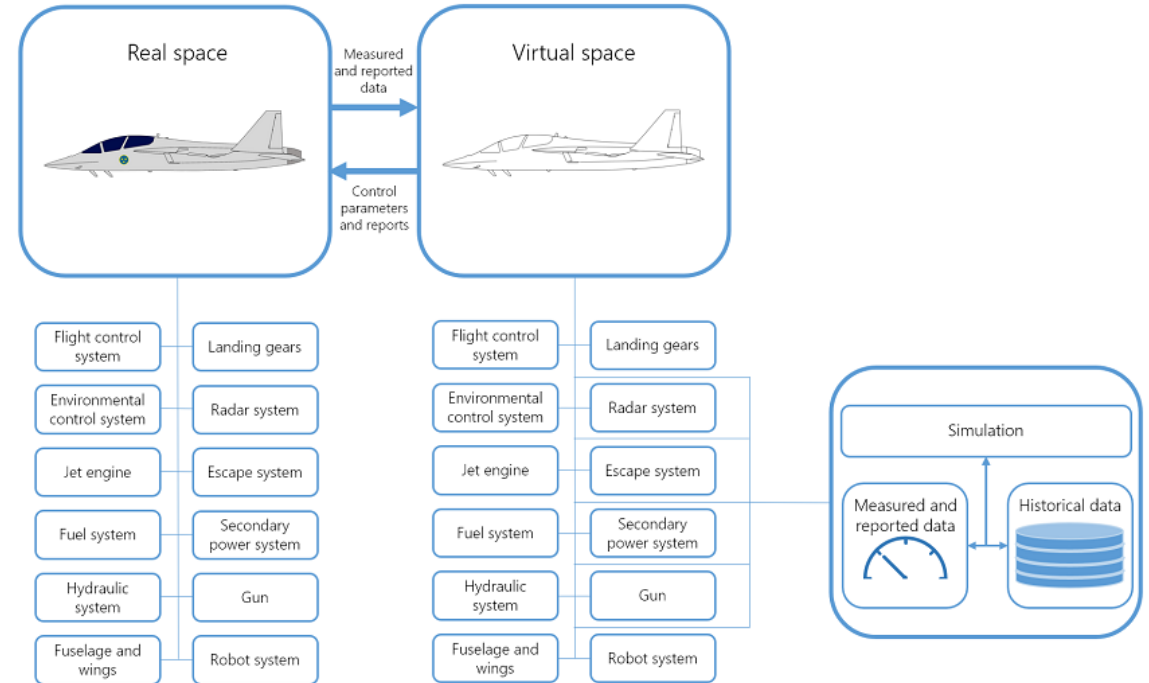 Real space
Measured
and reported
data
Control
parameters
and reports
Virtual space
Flight control
system
Landing gears
Environmental
control system
Radar system
Jet engine
Escape system
Fuel system
Secondary
power system
Hydraulic
system
Gun
Fuselage and
wings
Robot system
Flight control
system
Landing gears
Environmental
control system
Radar system
Jet engine
Escape system
Fuel system
Secondary
power system
Hydraulic
system
Gun
Fuselage and
wings
Robot system
Simulation
Measured and
reported data
Historical data